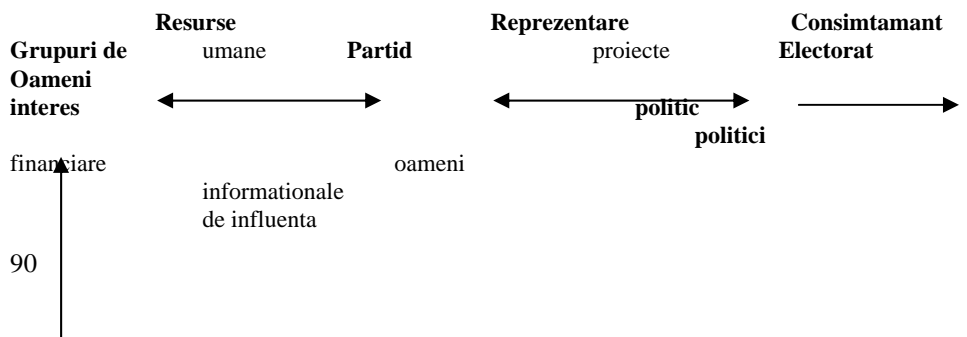 Resurse Reprezentare Consimtamant
Grupuri de umane Partid proiecte Electorat
Oameni
interes politic
politici
financiare oameni
informationale
de influenta
90